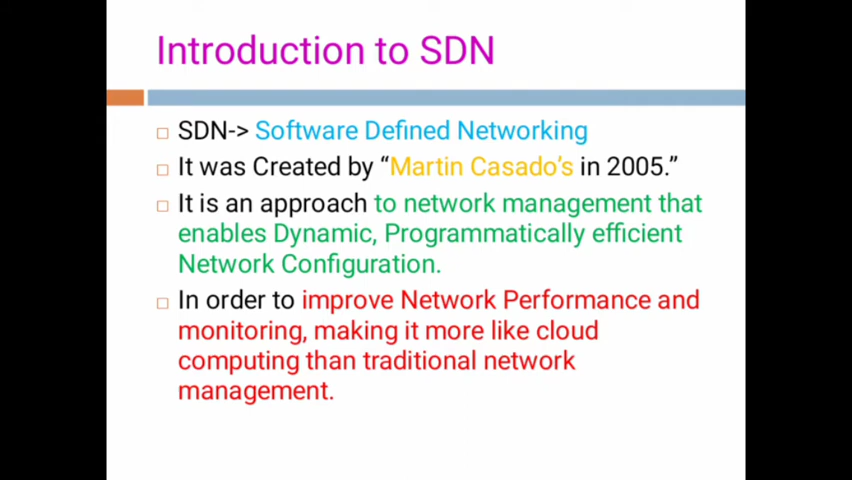 Introduction to SDN
SDN-> Software Defined Networking
It was Created by “Martin Casado’s in 2005.”
It is an approach to network management that
enables Dynamic, Programmatically efficient
Network Configuration.
In order to improve Network Performance and
monitoring, making it more like cloud
computing than traditional network
management.